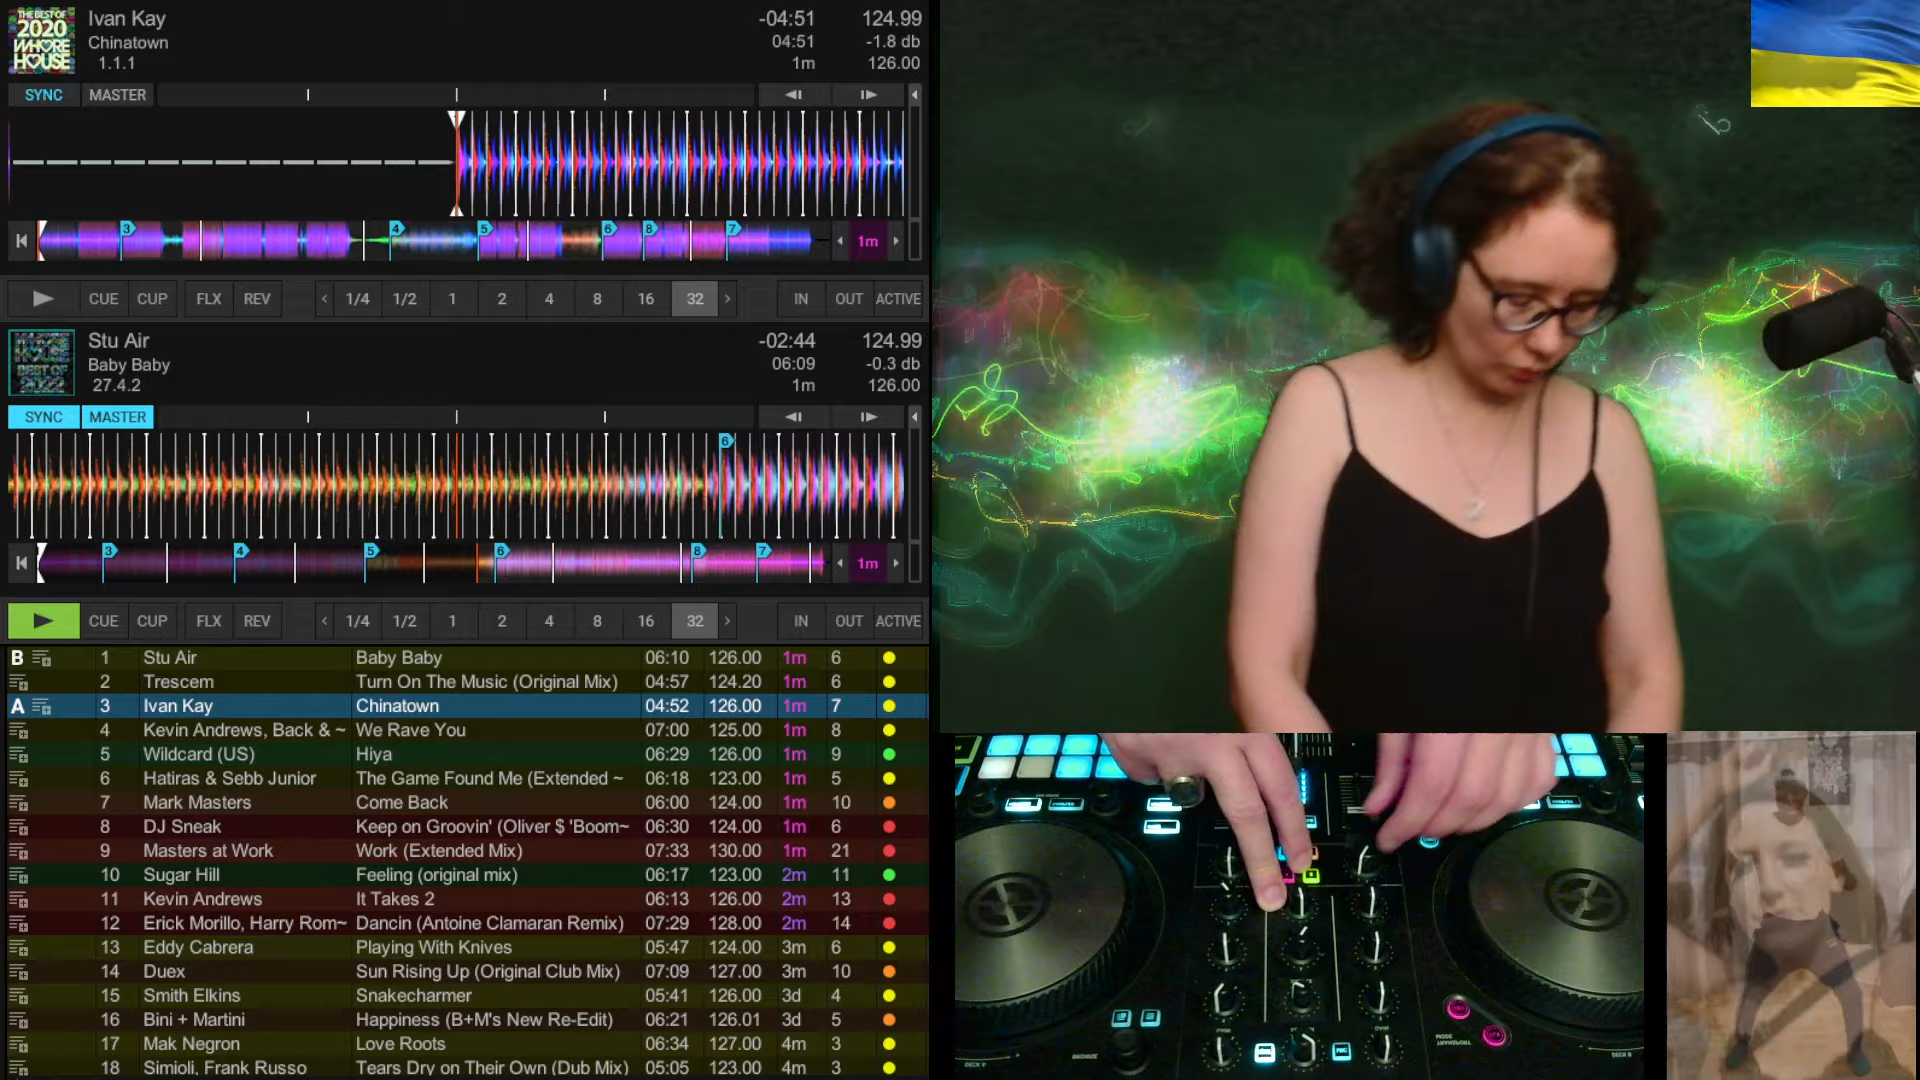 THE BEST OF
2020
WHORE
HOUSE
Ivan Kay -04:51 124.99
Chinatown 04:51 -1.8 db
1.1.1 1m 126.00
SYNC MASTER
3 4 5 6 8 7 1m
CUE CUP FLX REV 1/4 1/2 1 2 4 8 16 32 IN OUT ACTIVE
Stu Air -02:44 124.99
Baby Baby 06:09 -0.3 db
27.4.2 1m 126.00
SYNC MASTER
6
3 4 5 6 8 7 1m
CUE CUP FLX REV 1/4 1/2 1 2 4 8 16 32 IN OUT ACTIVE
B 1 Stu Air Baby Baby 06:10 126.00 1m 6
2 Trescem Turn On The Music (Original Mix) 04:57 124.20 1m 6
A 3 Ivan Kay Chinatown 04:52 126.00 1m 7
4 Kevin Andrews, Back & ~ We Rave You 07:00 125.00 1m 8
5 Wildcard (US) Hiya 06:29 126.00 1m 9
6 Hatiras & Sebb Junior The Game Found Me (Extended ~ 06:18 123.00 1m 5
7 Mark Masters Come Back 06:00 124.00 1m 10
8 DJ Sneak Keep on Groovin' (Oliver $ 'Boom~ 06:30 124.00 1m 6
9 Masters at Work Work (Extended Mix) 07:33 130.00 1m 21
10 Sugar Hill Feeling (original mix) 06:17 123.00 2m 11
11 Kevin Andrews It Takes 2 06:13 126.00 2m 13
12 Erick Morillo, Harry Rom~ Dancin (Antoine Clamaran Remix) 07:29 128.00 2m 14
13 Eddy Cabrera Playing With Knives 05:47 124.00 3m 6
14 Duex Sun Rising Up (Original Club Mix) 07:09 127.00 3m 10
15 Smith Elkins Snakecharmer 05:41 126.00 3d 4
16 Bini + Martini Happiness (B+M's New Re-Edit) 06:21 126.01 3d 5
17 Mak Negron Love Roots 06:34 127.00 4m 3
18 Simioli, Frank Russo Tears Dry on Their Own (Dub Mix) 05:05 123.00 4m 3